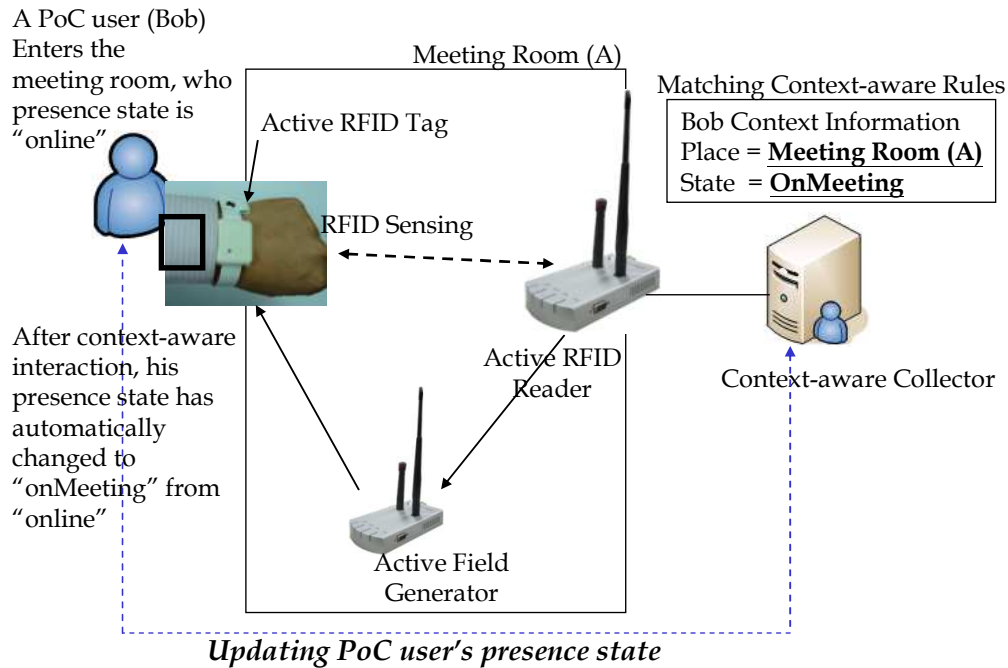 A PoC user (Bob)
Enters the
meeting room, who
presence state is
“online”
Meeting Room (A)
Matching Context-aware Rules
Bob Context Information
Place = Meeting Room (A)
State = OnMeeting
Active RFID Tag
RFID Sensing
After context-aware
interaction, his
presence state has
automatically
changed to
“onMeeting” from
“online”
Active RFID
Reader
Context-aware Collector
Active Field
Generator
Updating PoC user's presence state